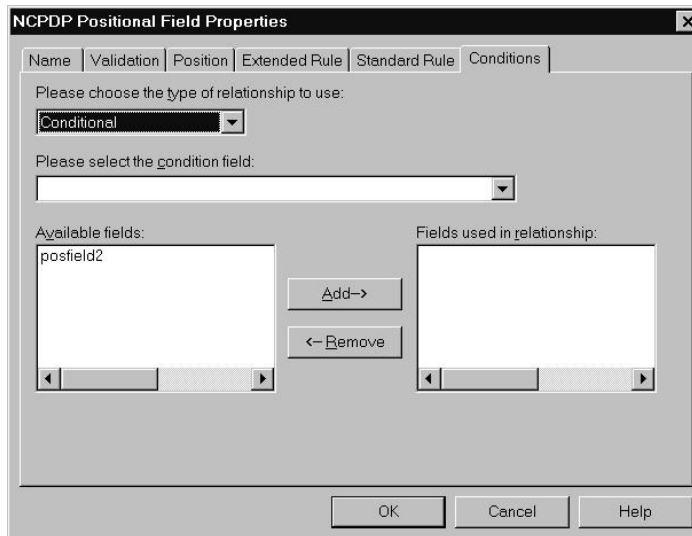 NCPDP Positional Field Properties
Name Validation Position Extended Rule Standard Rule Conditions
Please choose the type of relationship to use:
Conditional
Please select the condition field:
Available fields: Fields used in relationship:
posfield2
Add-->
<-- Remove
OK Cancel Help